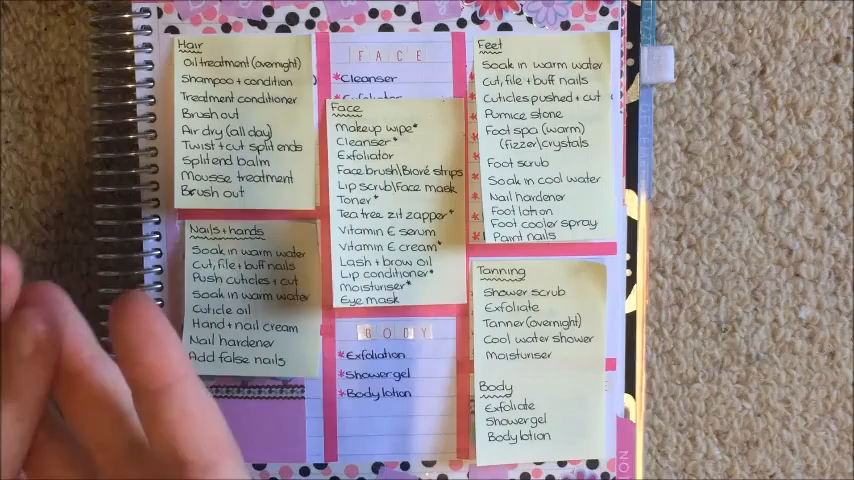 Hair
Oil treatment (overnight)
Shampoo + condition
Treatment conditioner
Brush out
Air dry (all day)
Twist + cut split ends
Split end balm
Mousse treatment
Brush out
Nails + hands
Soak in warm water
Cut, file + buff nails
Push cuticles + cut
Soak in warm water
Cuticle oil
Hand + nail cream
Nail hardener
Add false nails
FACE
*Cleanser
Face
Makeup wipe*
Cleanser*
Exfoliator
Face brush\Bioré strips
Lip scrub\Face mask
Toner*
Tea tree zit zapper*
Vitamin E serum
Vitamin E cream*
Lash + brow oil
Lip conditioner*
Moisturiser*
Eye mask
BODY
*Exfoliation
*Shower gel
*Body lotion
Feet
Soak in warm water
Cut, file + buff nails
Cuticles pushed + cut
Pumice stone
Foot spa (warm)
(fizzer\crystals
Foot scrub
Soak in cool water
Nail hardener
Foot lotion
Foot cooler spray
Paint nails
Tanning
Shower scrub
Exfoliate
Tanner (overnight)
Cool water shower
Moisturiser
Body
Exfoliate
Shower gel
Body lotion